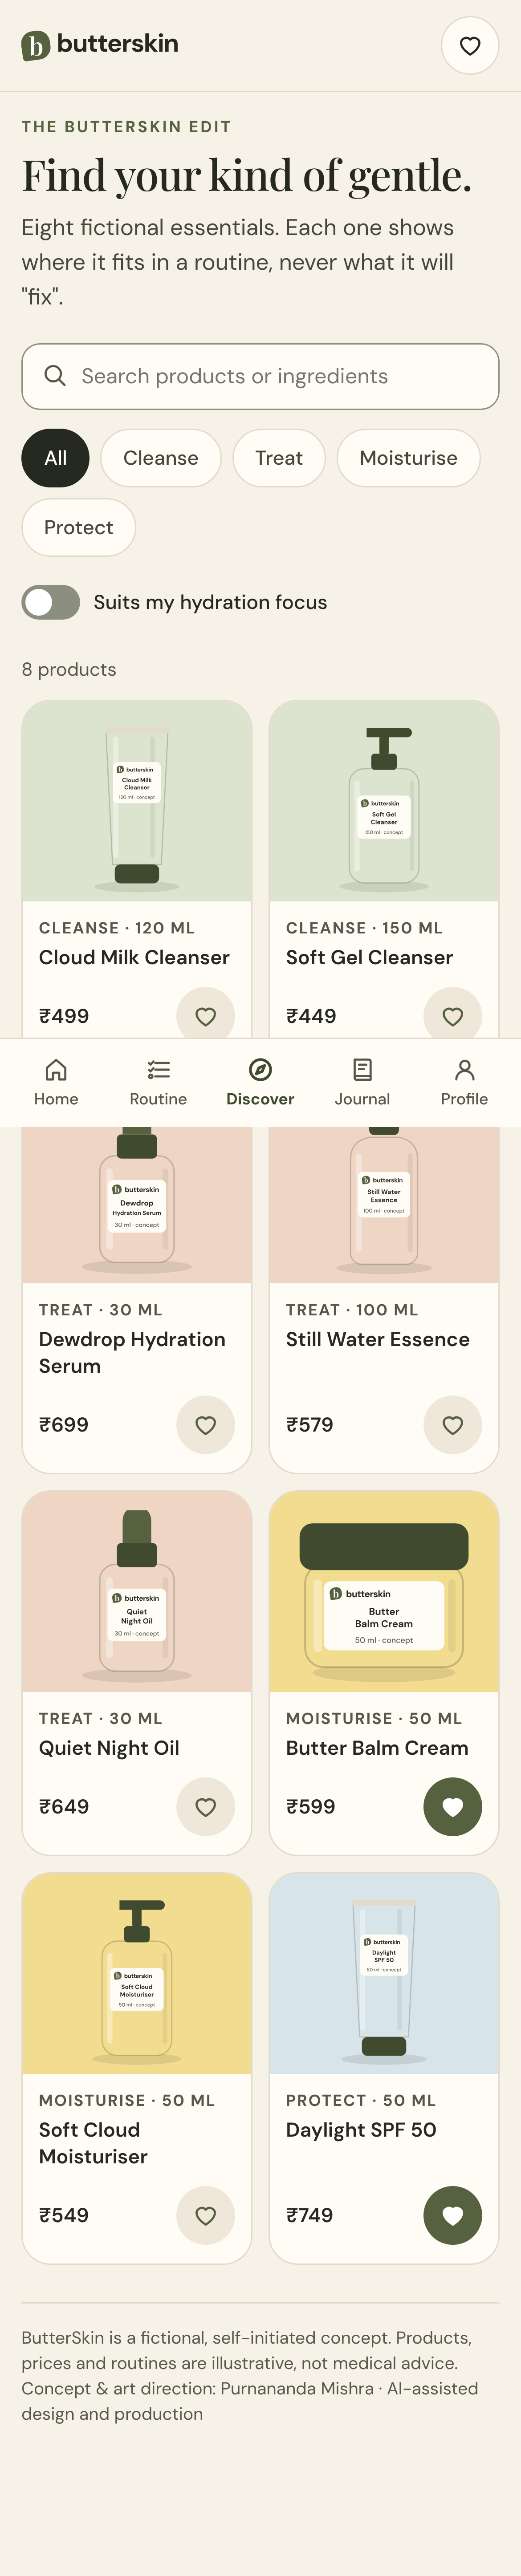 b butterskin
THE BUTTERSKIN EDIT
Find your kind of gentle.
Eight fictional essentials. Each one shows
where it fits in a routine, never what it will
"fix".
Search products or ingredients
All
Cleanse
Treat
Moisturise
Protect
Suits my hydration focus
8 products
b butterskin
Cloud Milk
Cleanser
120 ml · concept
CLEANSE · 120 ML
Cloud Milk Cleanser
₹499
b butterskin
Soft Gel
Cleanser
150 ml · concept
CLEANSE · 150 ML
Soft Gel Cleanser
₹449
Home
Routine
Discover
Journal
Profile
b butterskin
Dewdrop
Hydration Serum
30 ml · concept
TREAT · 30 ML
Dewdrop Hydration
Serum
₹699
b butterskin
Still Water
Essence
100 ml · concept
TREAT · 100 ML
Still Water Essence
₹579
b butterskin
Quiet
Night Oil
30 ml · concept
TREAT · 30 ML
Quiet Night Oil
₹649
b butterskin
Butter
Balm Cream
50 ml · concept
MOISTURISE · 50 ML
Butter Balm Cream
₹599
b butterskin
Soft Cloud
Moisturiser
50 ml · concept
MOISTURISE · 50 ML
Soft Cloud
Moisturiser
₹549
b butterskin
Daylight
SPF 50
50 ml · concept
PROTECT · 50 ML
Daylight SPF 50
₹749
ButterSkin is a fictional, self-initiated concept. Products,
prices and routines are illustrative, not medical advice.
Concept & art direction: Purnananda Mishra · AI-assisted
design and production